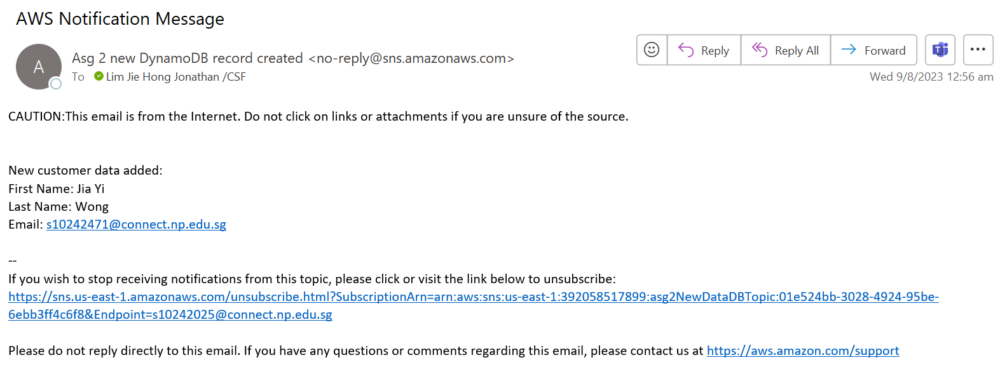 AWS Notification Message
A
Asg 2 new DynamoDB record created <no-reply@sns.amazonaws.com>
To Lim Jie Hong Jonathan /CSF
Reply
Reply All
Forward
Wed 9/8/2023 12:56 am
CAUTION:This email is from the Internet. Do not click on links or attachments if you are unsure of the source.
New customer data added:
First Name: Jia Yi
Last Name: Wong
Email: s10242471@connect.np.edu.sg
--
If you wish to stop receiving notifications from this topic, please click or visit the link below to unsubscribe:
https://sns.us-east-1.amazonaws.com/unsubscribe.html?SubscriptionArn=arn:aws:sns:us-east-1:392058517899:asg2NewDataDBTopic:01e524bb-3028-4924-95be-
6ebb3ff4c6f8&Endpoint=s10242025@connect.np.edu.sg
Please do not reply directly to this email. If you have any questions or comments regarding this email, please contact us at https://aws.amazon.com/support